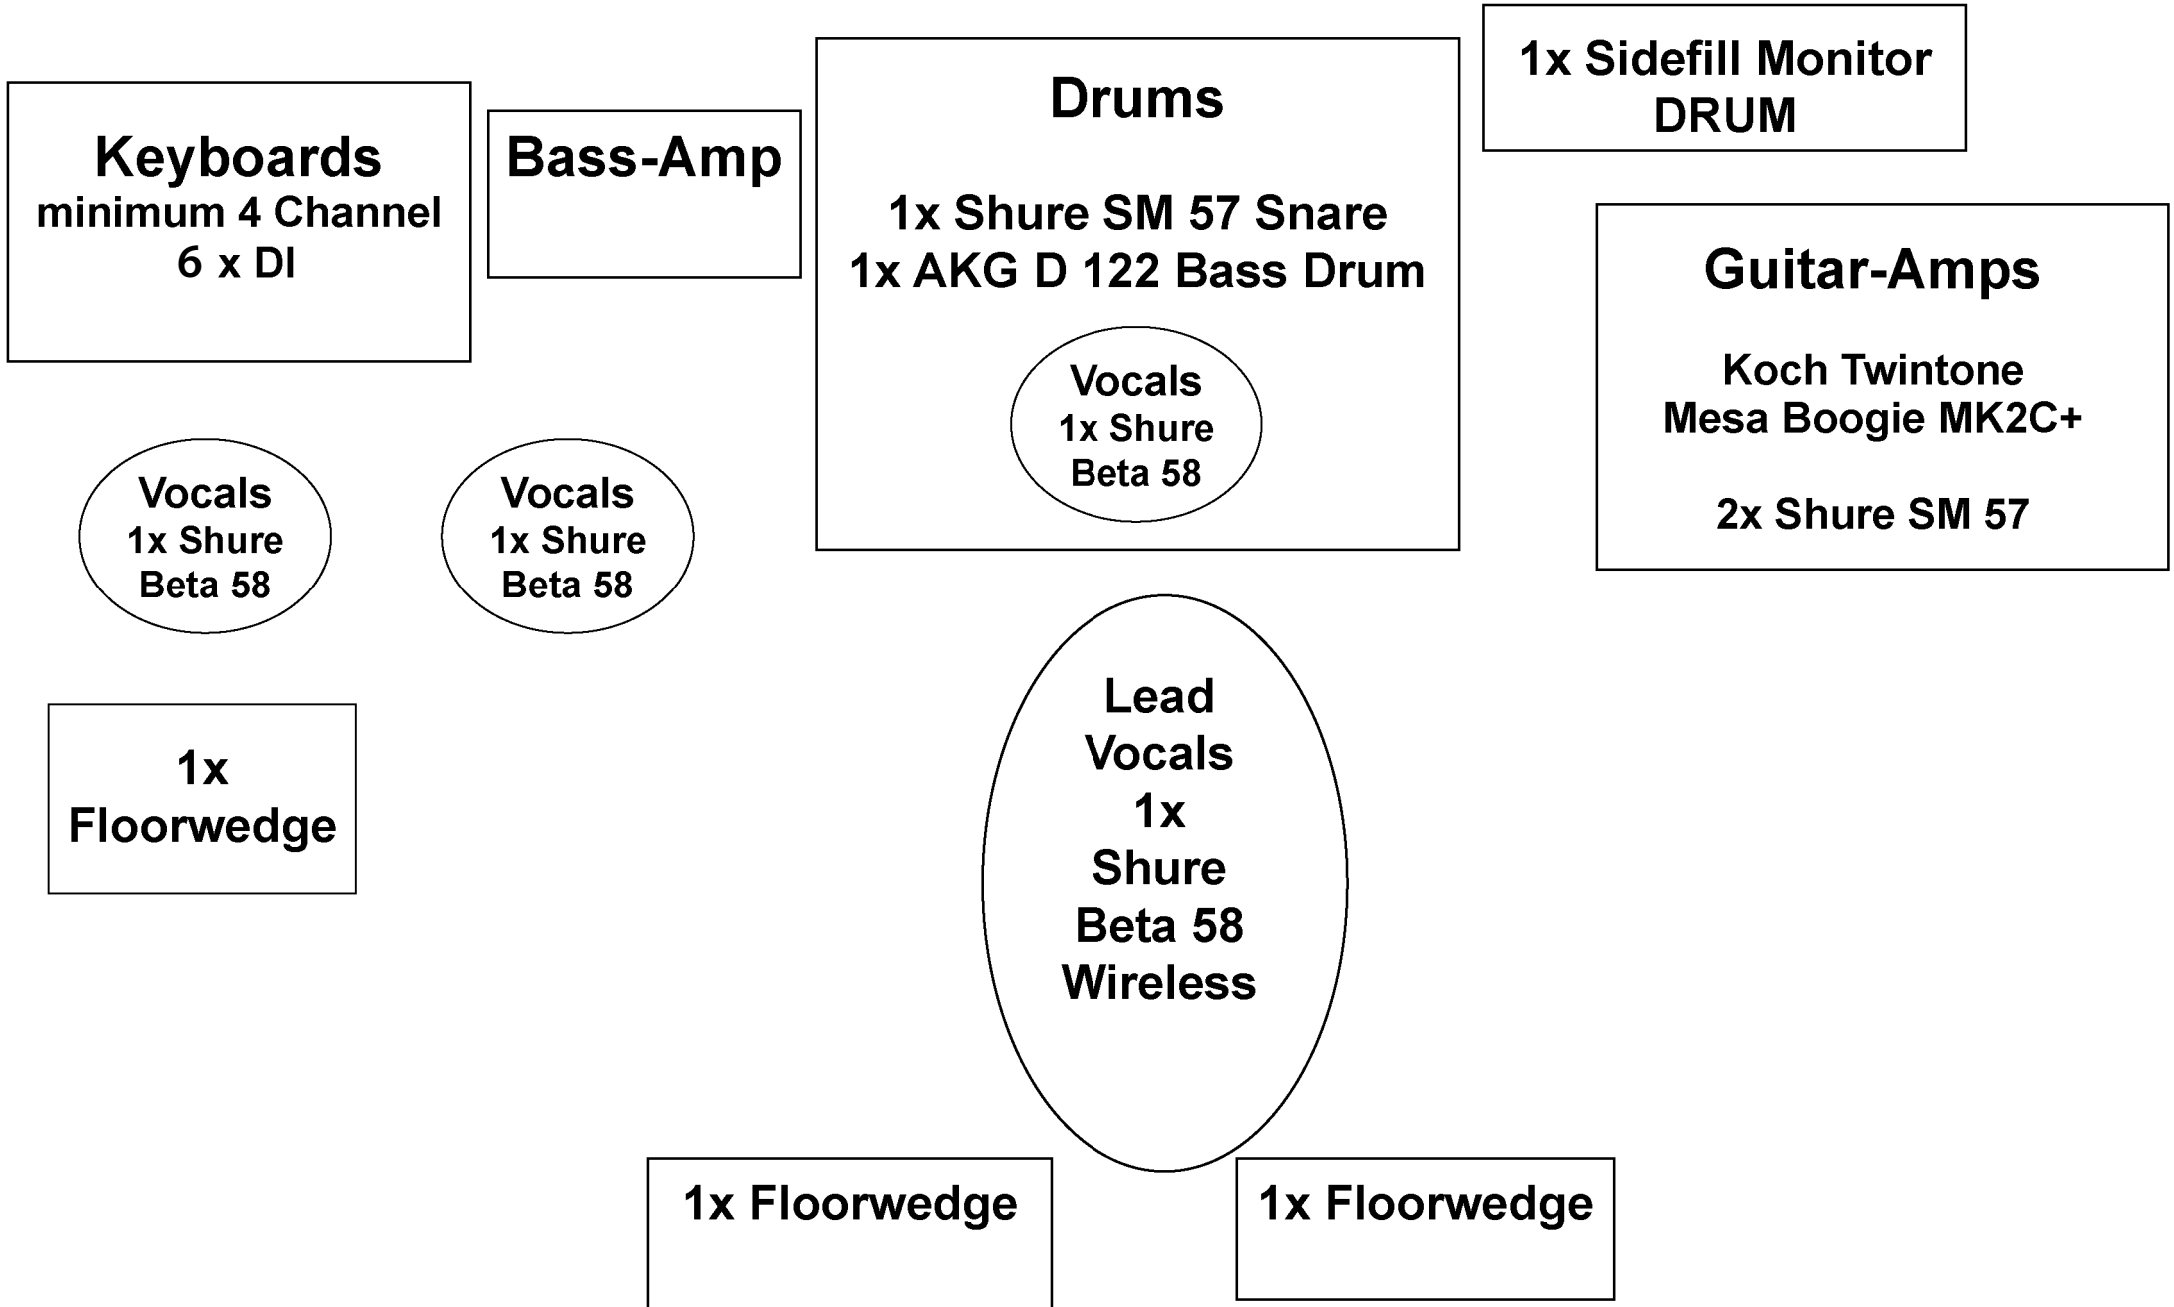 Keyboards
minimum 4 Channel
6 x DI
Bass-Amp
Drums
1x Shure SM 57 Snare
1x AKG D 122 Bass Drum
Vocals
1x Shure
Beta 58
1x Sidefill Monitor
DRUM
Guitar-Amps
Koch Twintone
Mesa Boogie MK2C+
2x Shure SM 57
Vocals
1x Shure
Beta 58
Vocals
1x Shure
Beta 58
1x
Floorwedge
Lead
Vocals
1x
Shure
Beta 58
Wireless
1x Floorwedge
1x Floorwedge